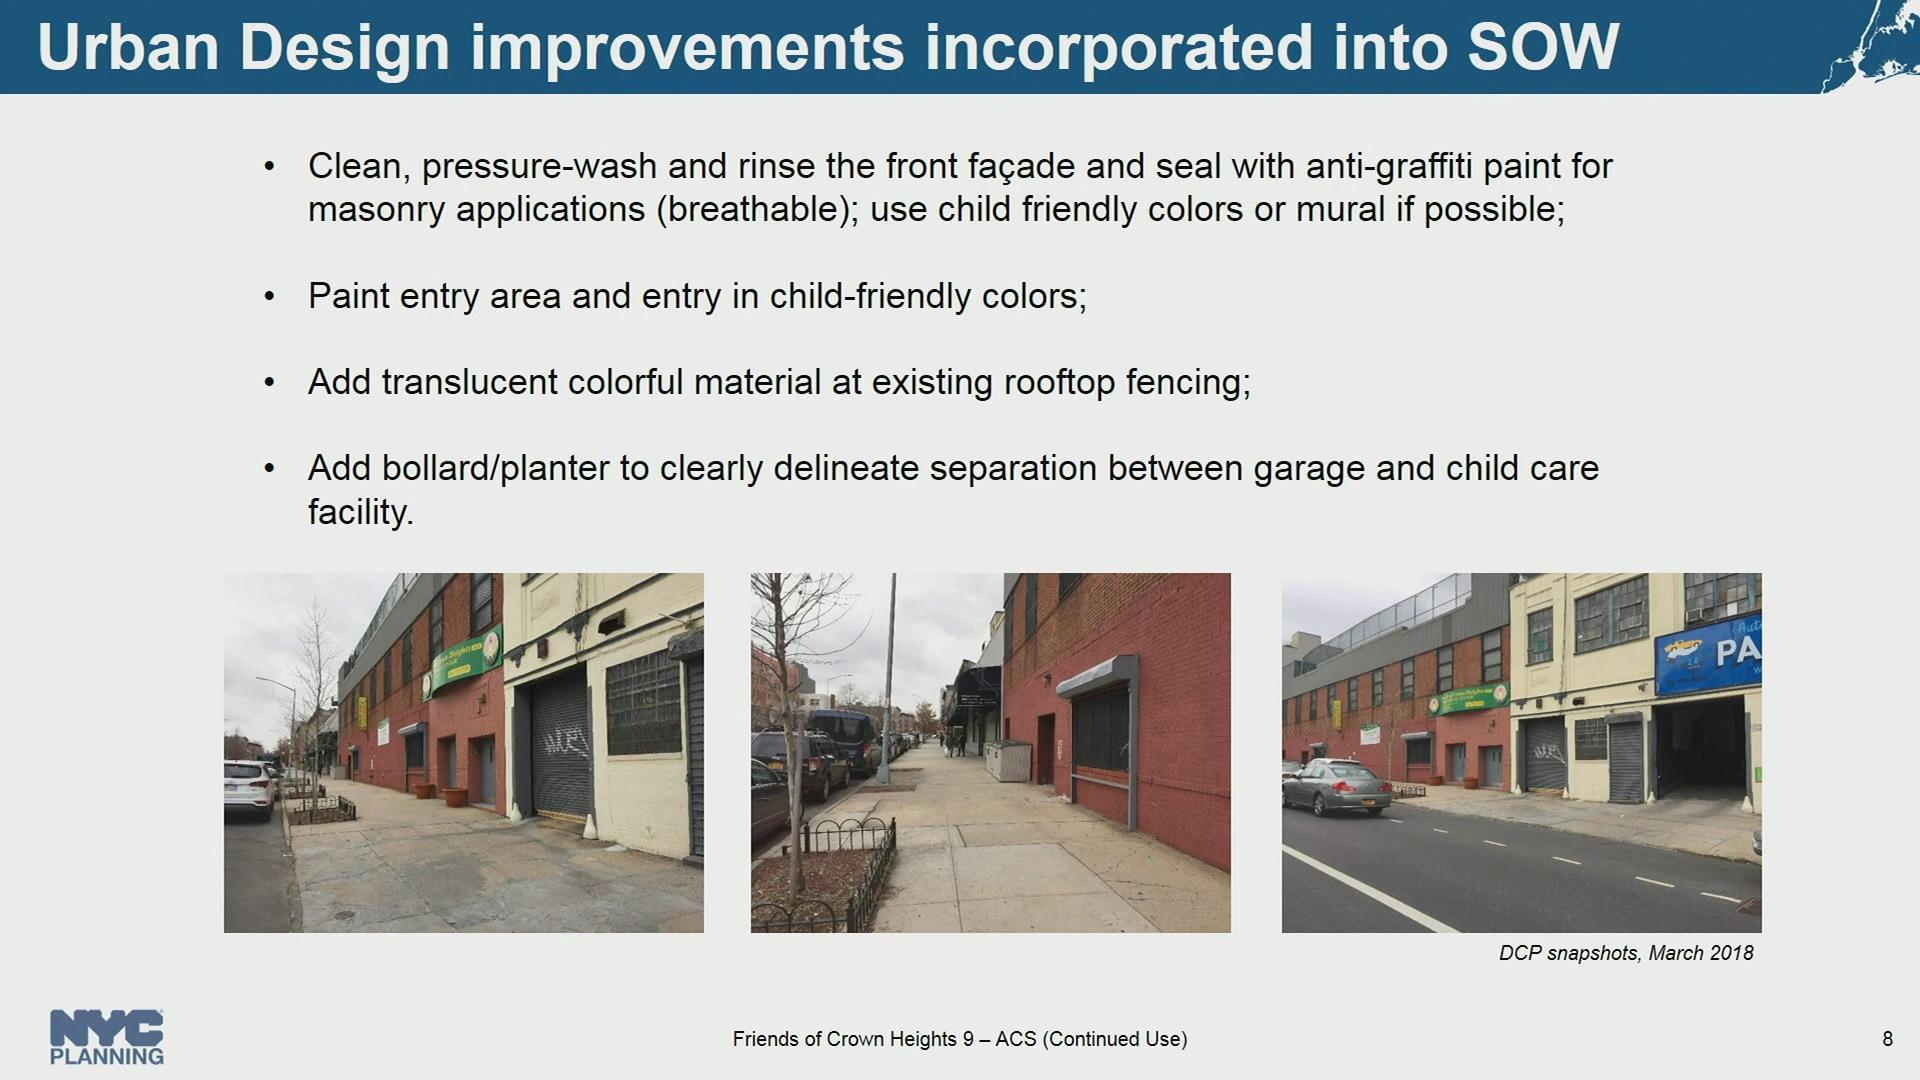 Urban Design improvements incorporated into SOW
• Clean, pressure-wash and rinse the front façade and seal with anti-graffiti paint for
masonry applications (breathable); use child friendly colors or mural if possible;
• Paint entry area and entry in child-friendly colors;
• Add translucent colorful material at existing rooftop fencing;
• Add bollard/planter to clearly delineate separation between garage and child care
facility.
Heights
Heights
24
PA
DCP snapshots, March 2018
NYC
PLANNING
Friends of Crown Heights 9 – ACS (Continued Use)
8